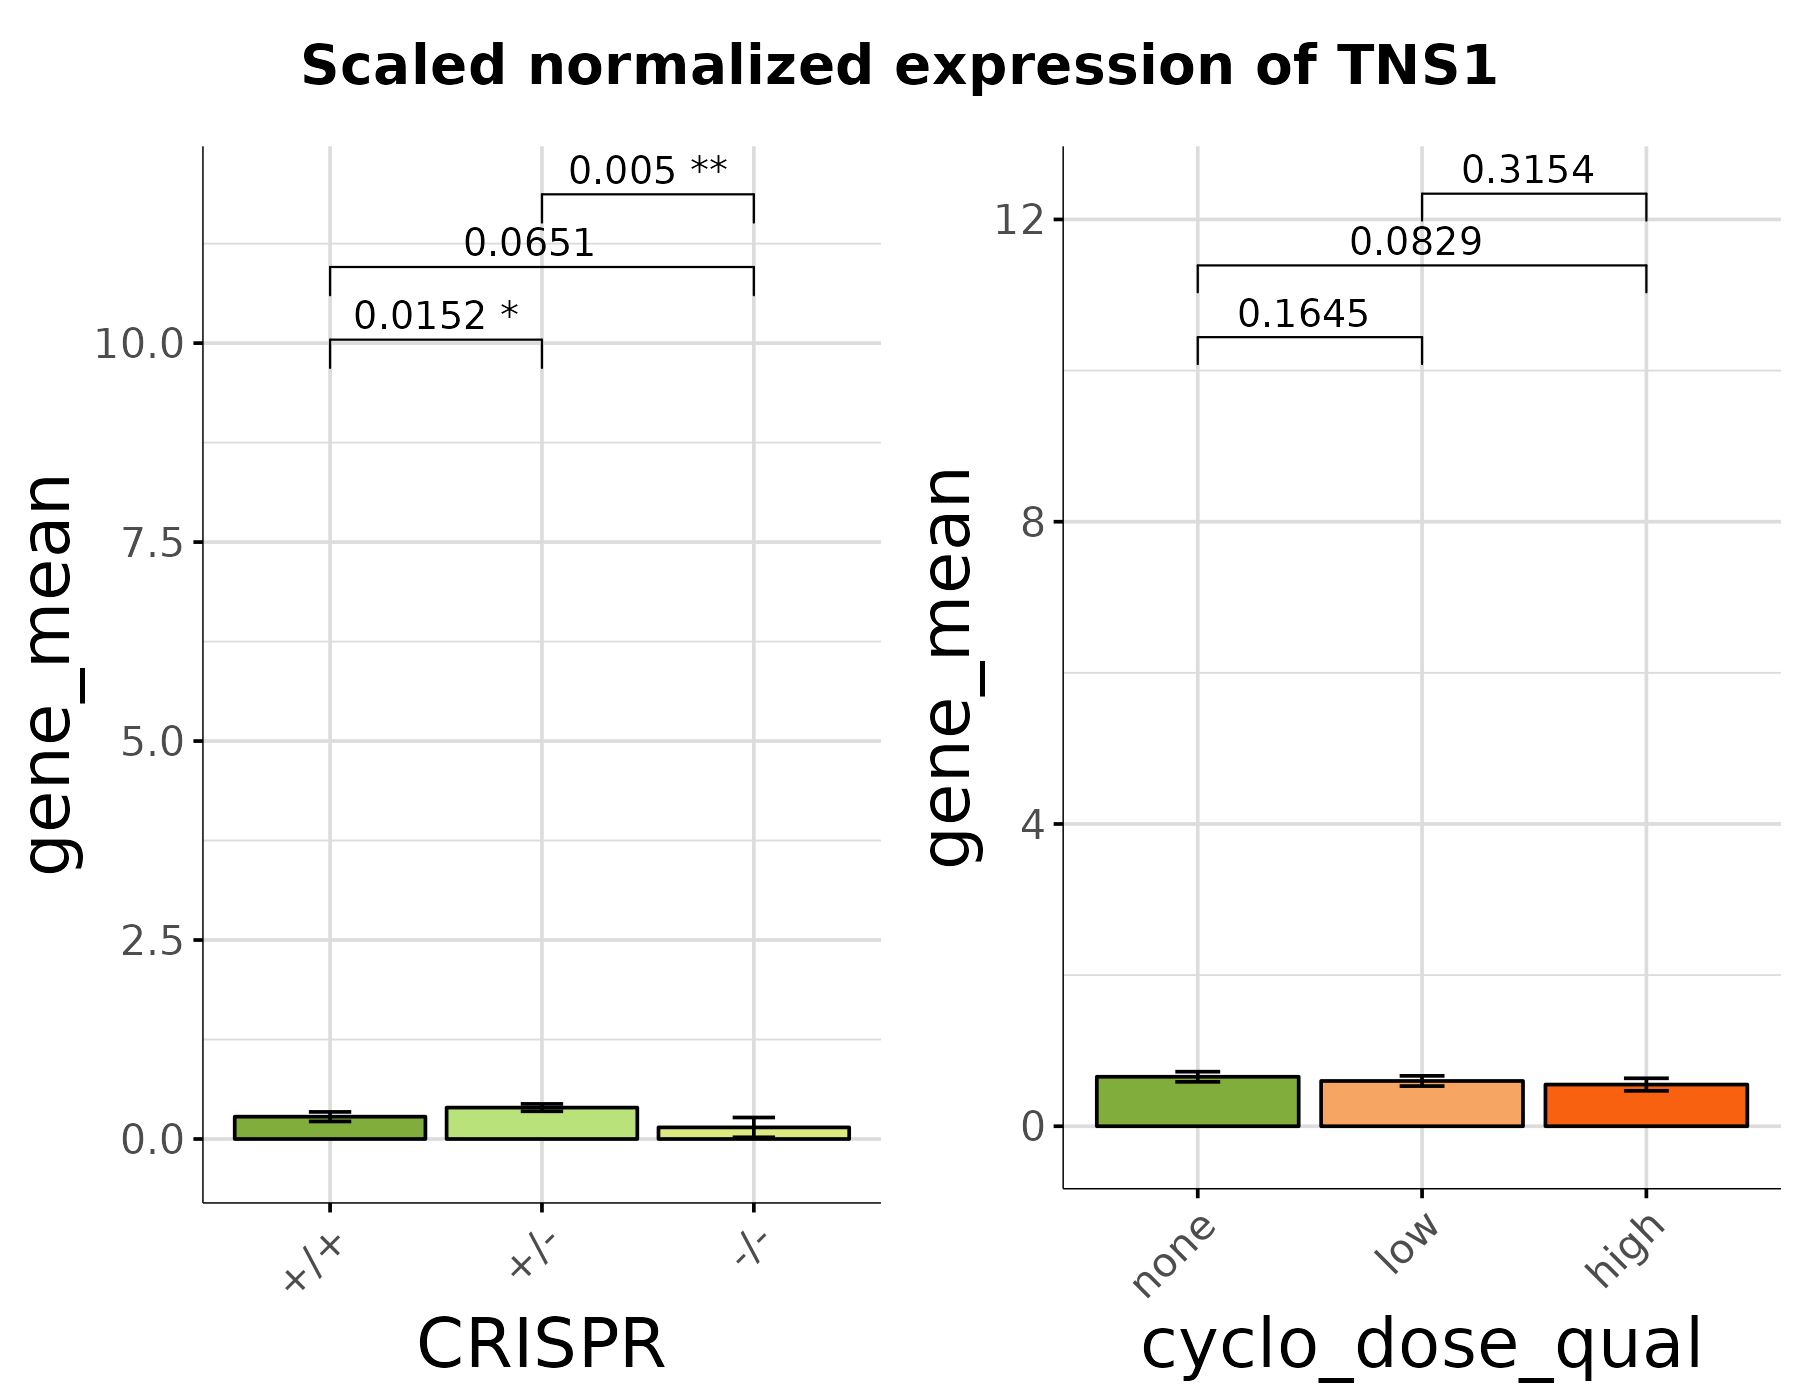 Scaled normalized expression of TNS1
gene_mean
10.0
7.5
5.0
2.5
0.0
0.005 **
0.0651
0.0152 *
+/+
+/-
-/-
CRISPR
gene_mean
12
8
4
0
0.3154
0.0829
0.1645
none
low
high
cyclo_dose_qual